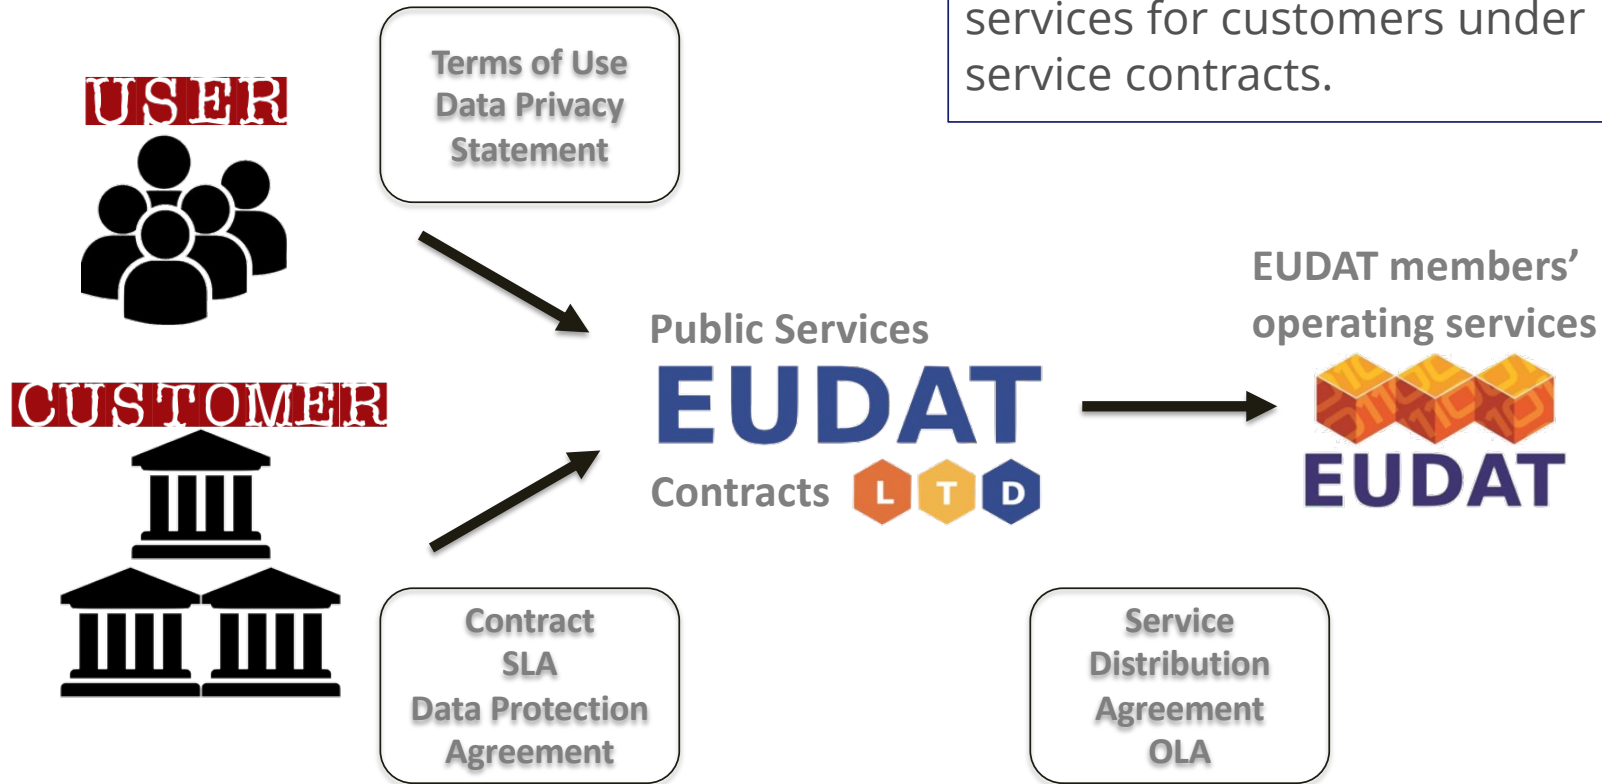 services for customers under
service contracts.
Terms of Use
Data Privacy
Statement
USER
EUDAT members’
operating services
EUDAT
Public Services
EUDAT
Contracts L T D
CUSTOMER
Contract
SLA
Data Protection
Agreement
Service
Distribution
Agreement
OLA